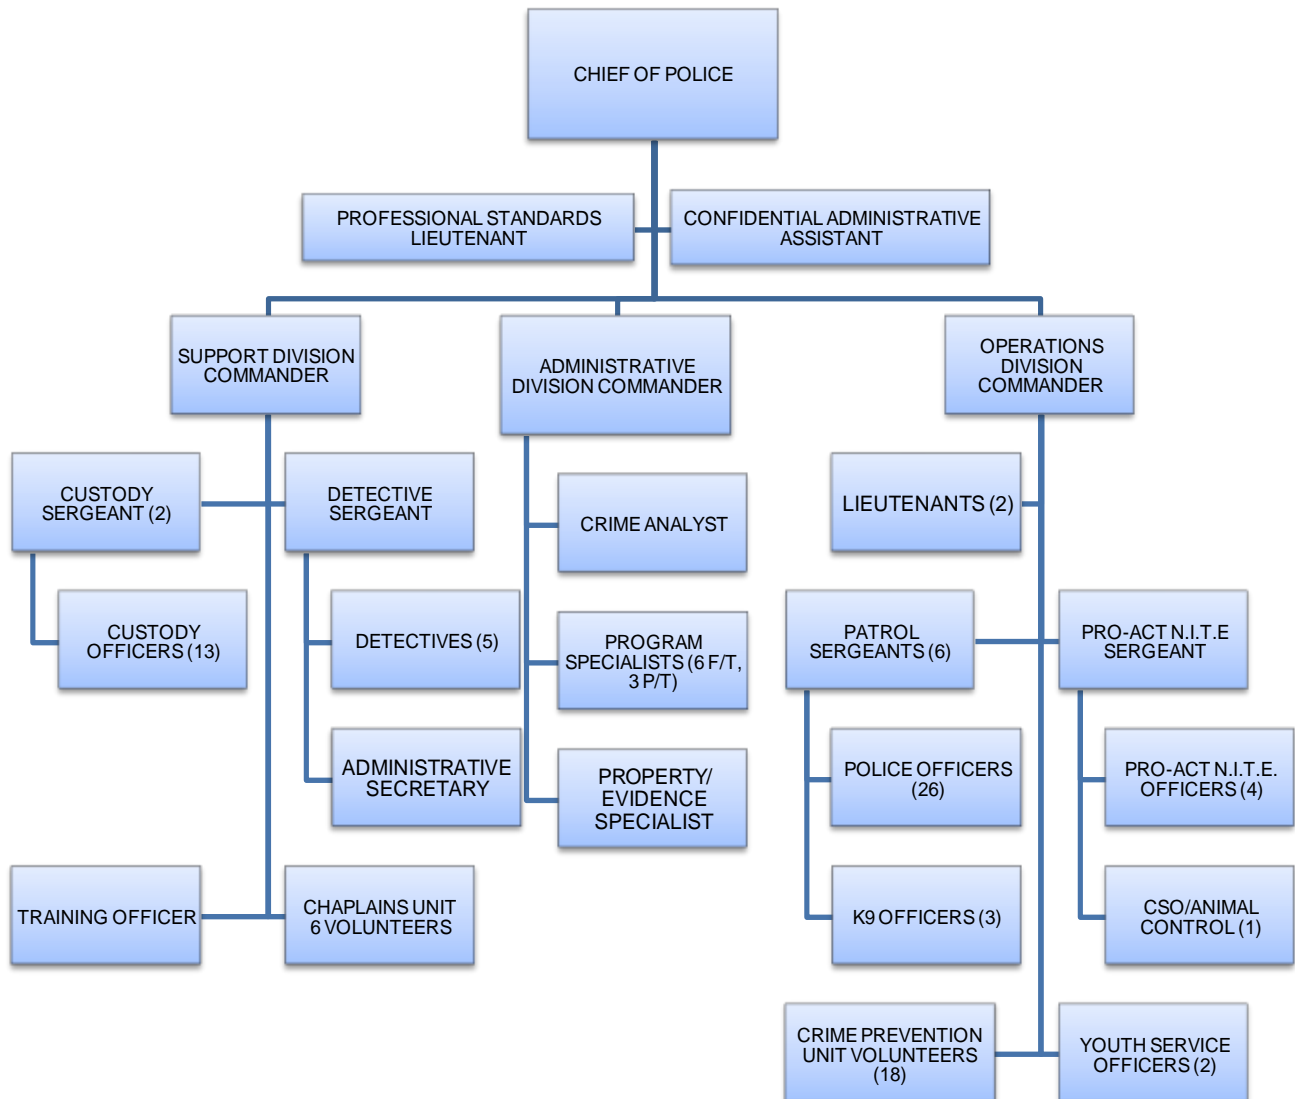 CHIEF OF POLICE
PROFESSIONAL STANDARDS
LIEUTENANT
CONFIDENTIAL ADMINISTRATIVE
ASSISTANT
SUPPORT DIVISION
COMMANDER
ADMINISTRATIVE
DIVISION COMMANDER
OPERATIONS
DIVISION
COMMANDER
CUSTODY
SERGEANT (2)
DETECTIVE
SERGEANT
CRIME ANALYST
LIEUTENANTS (2)
CUSTODY
OFFICERS (13)
DETECTIVES (5)
PROGRAM
SPECIALISTS (6 F/T,
3 P/T)
PATROL
SERGEANTS (6)
PRO-ACT N.I.T.E
SERGEANT
ADMINISTRATIVE
SECRETARY
PROPERTY/
EVIDENCE
SPECIALIST
POLICE OFFICERS
(26)
PRO-ACT N.I.T.E.
OFFICERS (4)
TRAINING OFFICER
CHAPLAINS UNIT
6 VOLUNTEERS
K9 OFFICERS (3)
CSO/ANIMAL
CONTROL (1)
CRIME PREVENTION
UNIT VOLUNTEERS
(18)
YOUTH SERVICE
OFFICERS (2)